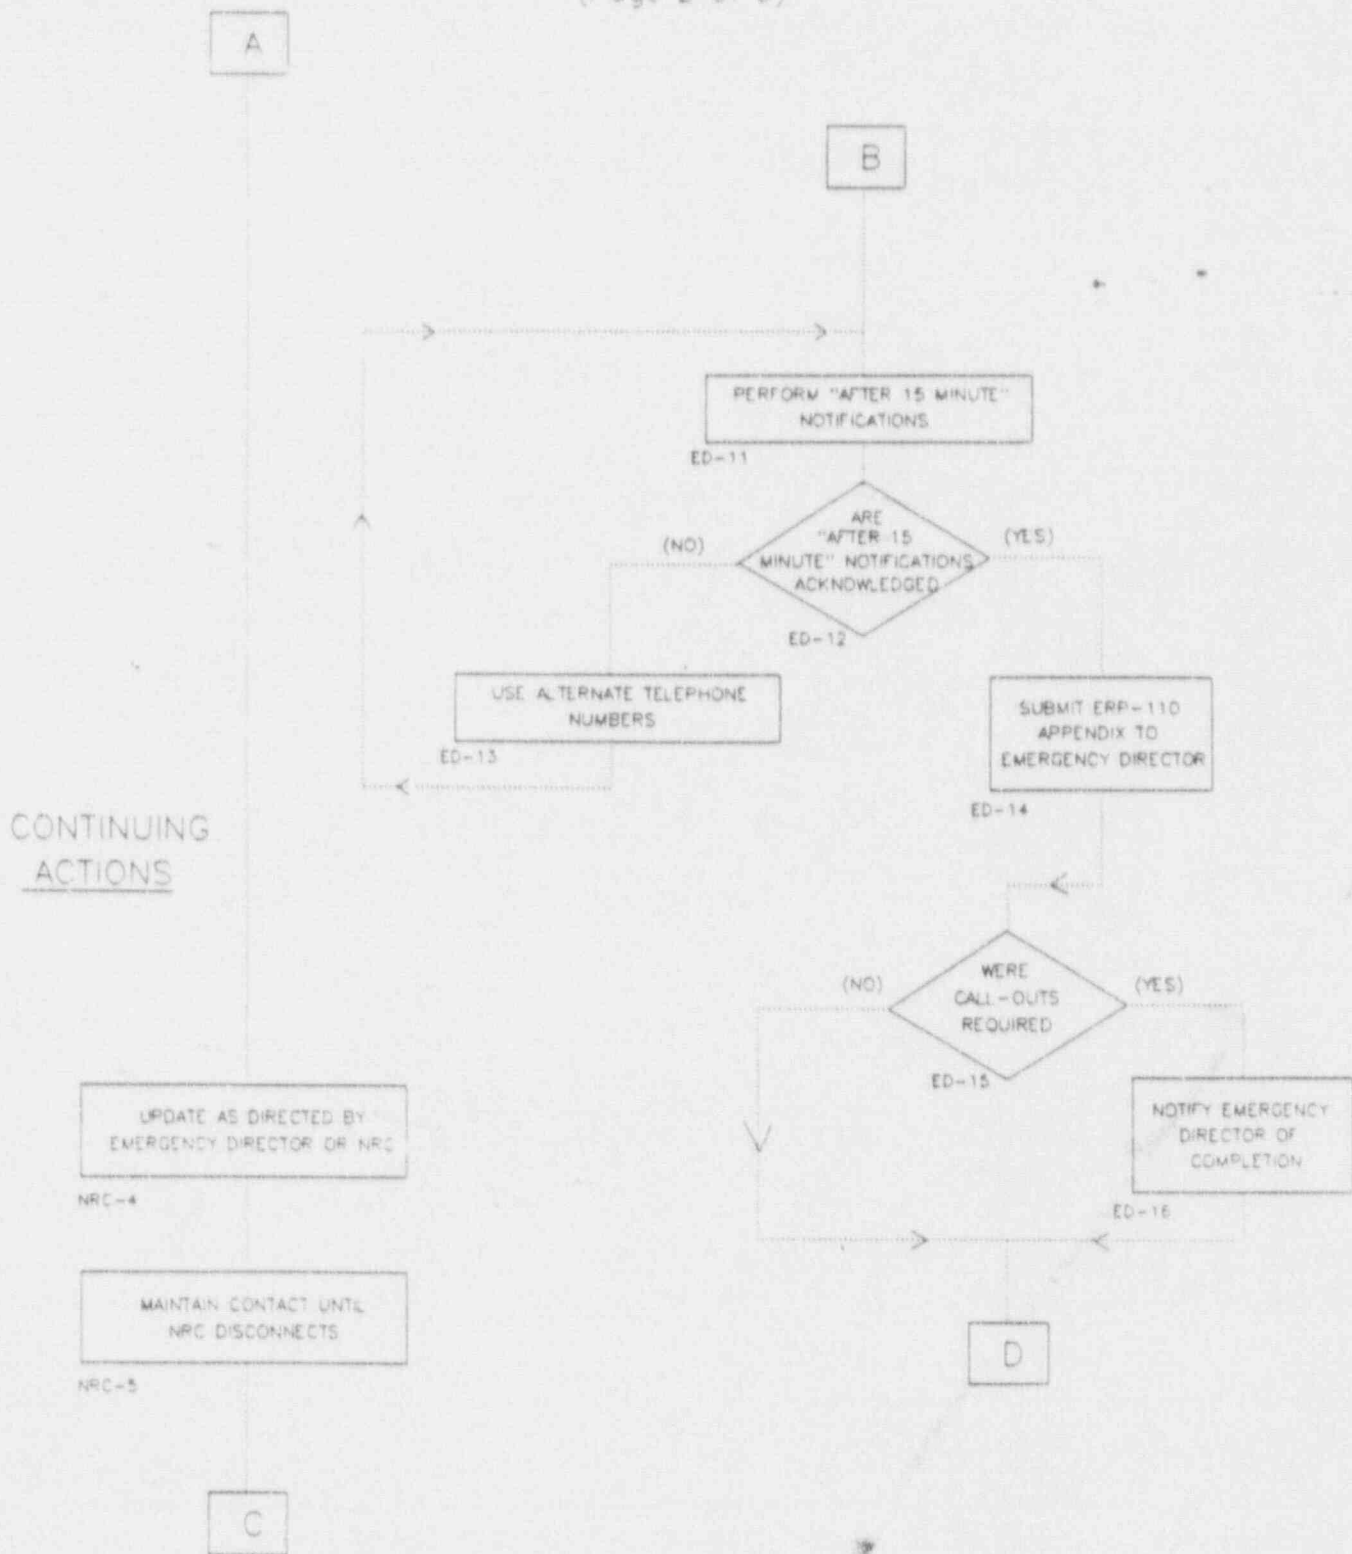 A
B
PERFORM "AFTER 15 MINUTE"
NOTIFICATIONS
ED-11
ARE
"AFTER 15
MINUTE" NOTIFICATIONS
ACKNOWLEDGED
(NO)
(YES)
ED-12
USE ALTERNATE TELEPHONE
NUMBERS
ED-13
SUBMIT ERP-110
APPENDIX TO
EMERGENCY DIRECTOR
ED-14
CONTINUING
ACTIONS
WERE
CALL-OUTS
REQUIRED
(NO)
(YES)
ED-15
UPDATE AS DIRECTED BY
EMERGENCY DIRECTOR OR NRC
NRC-4
NOTIFY EMERGENCY
DIRECTOR OF
COMPLETION
ED-16
MAINTAIN CONTACT UNTIL
NRC DISCONNECTS
NRC-5
D
C